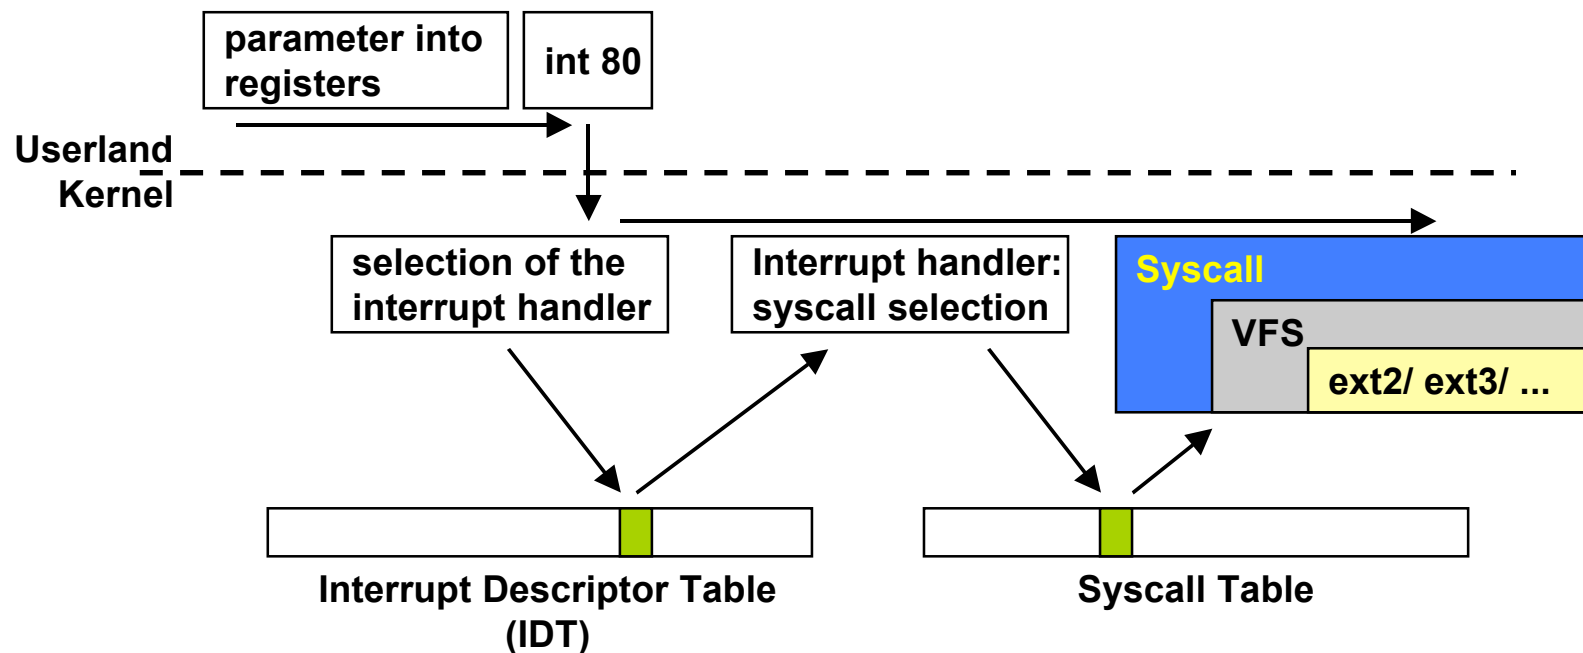 parameter into
registers
int 80
Userland
Kernel
selection of the
interrupt handler
Interrupt handler:
syscall selection
Syscall
VFS
ext2/ ext3/ ...
Interrupt Descriptor Table
(IDT)
Syscall Table